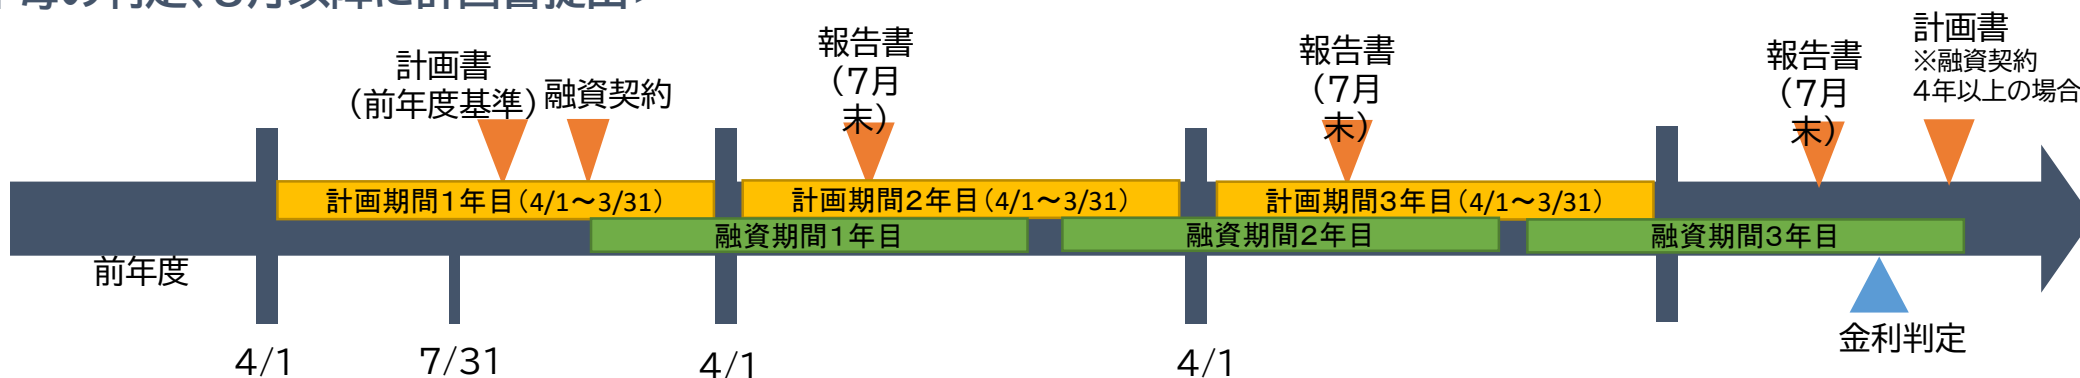 計画書
（前年度基準）
融資契約
報告書
（7月
末）
報告書
（7月
末）
報告書
（7月
末）
計画書
※融資契約
4年以上の場合
計画期間1年目（4/1～3/31）
計画期間2年目（4/1～3/31）
計画期間3年目（4/1～3/31）
融資期間1年目
融資期間2年目
融資期間3年目
前年度
金利判定
4/1
7/31
4/1
4/1